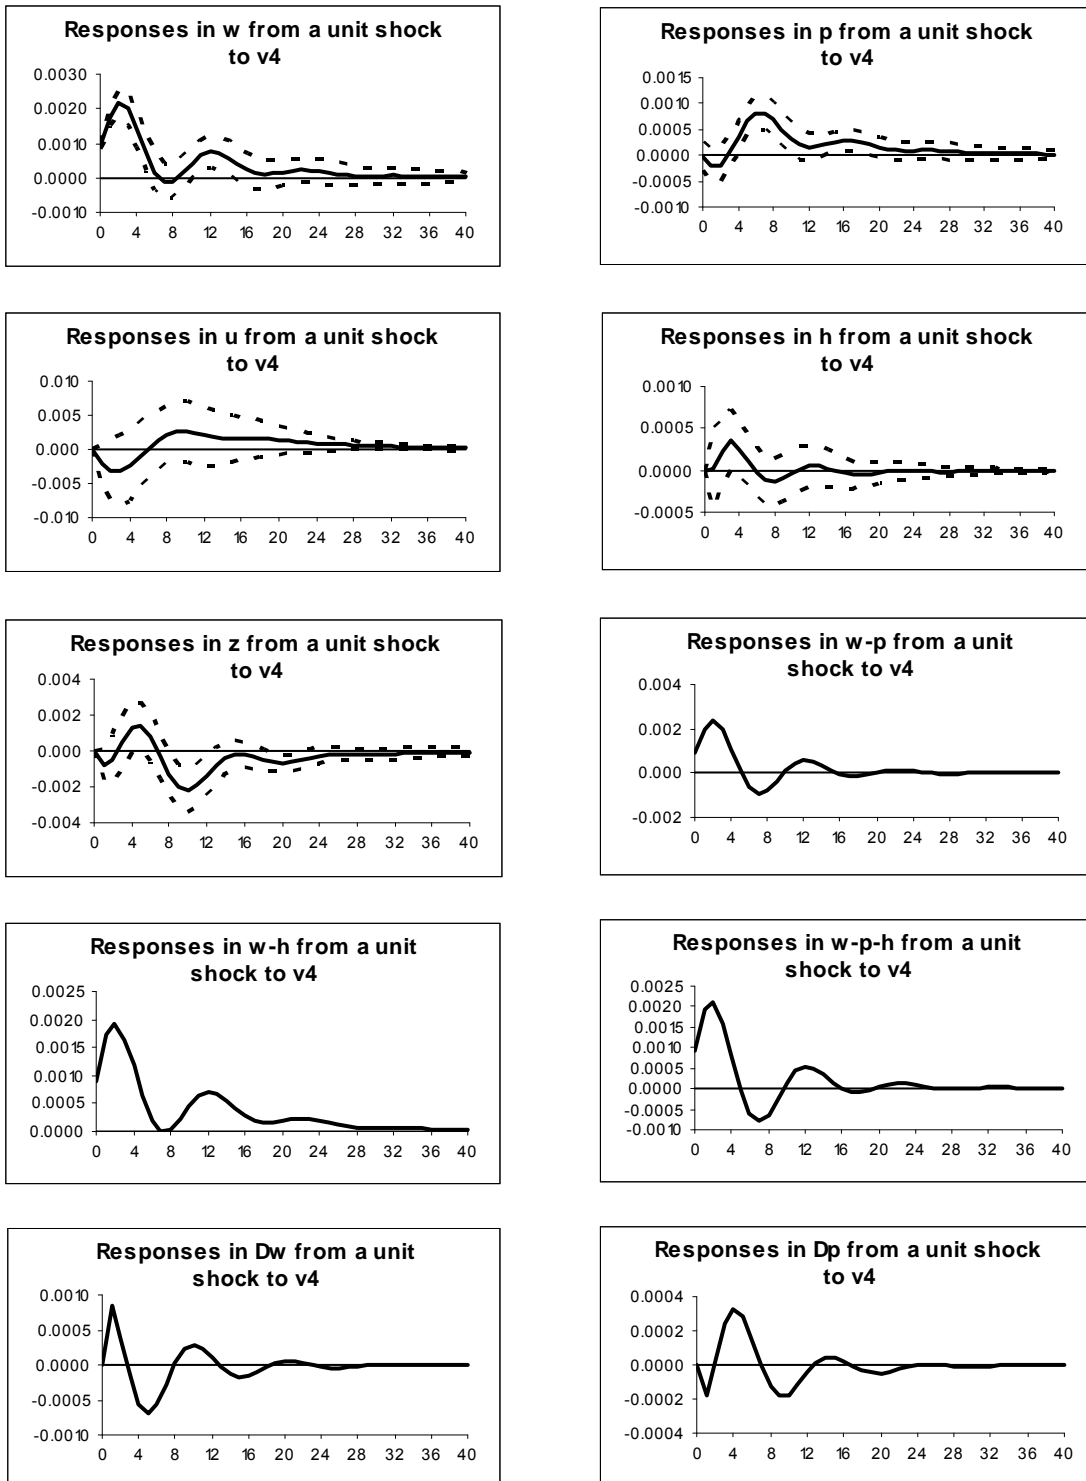 Responses in w from a unit shock
to v4
0.0030
0.0020
0.0010
0.0000
-0.0010
0 4 8 12 16 20 24 28 32 36 40
Responses in p from a unit shock
to v4
0.0015
0.0010
0.0005
0.0000
-0.0005
-0.0010
0 4 8 12 16 20 24 28 32 36 40
Responses in u from a unit shock
to v4
0.010
0.005
0.000
-0.005
-0.010
0 4 8 12 16 20 24 28 32 36 40
Responses in h from a unit shock
to v4
0.0010
0.0005
0.0000
-0.0005
0 4 8 12 16 20 24 28 32 36 40
Responses in z from a unit shock
to v4
0.004
0.002
0.000
-0.002
-0.004
0 4 8 12 16 20 24 28 32 36 40
Responses in w-p from a unit
shock to v4
0.004
0.002
0.000
-0.002
0 4 8 12 16 20 24 28 32 36 40
Responses in w-h from a unit
shock to v4
0.0025
0.0020
0.0015
0.0010
0.0005
0.0000
0 4 8 12 16 20 24 28 32 36 40
Responses in w-p-h from a unit
shock to v4
0.0025
0.0020
0.0015
0.0010
0.0005
0.0000
-0.0005
-0.0010
0 4 8 12 16 20 24 28 32 36 40
Responses in Dw from a unit
shock to v4
0.0010
0.0005
0.0000
-0.0005
-0.0010
0 4 8 12 16 20 24 28 32 36 40
Responses in Dp from a unit shock
to v4
0.0004
0.0002
0.0000
-0.0002
-0.0004
0 4 8 12 16 20 24 28 32 36 40